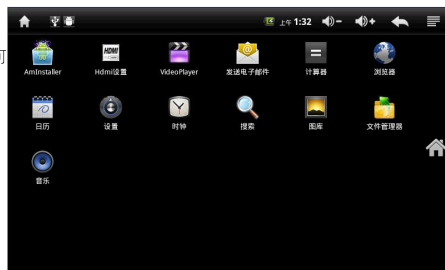 上午 1:32
可
HDMI
AmInstaller Hdmi设置 VideoPlayer 发送电子邮件 计算器 浏览器
日历 设置 时钟 搜索 图库 文件管理器
音乐